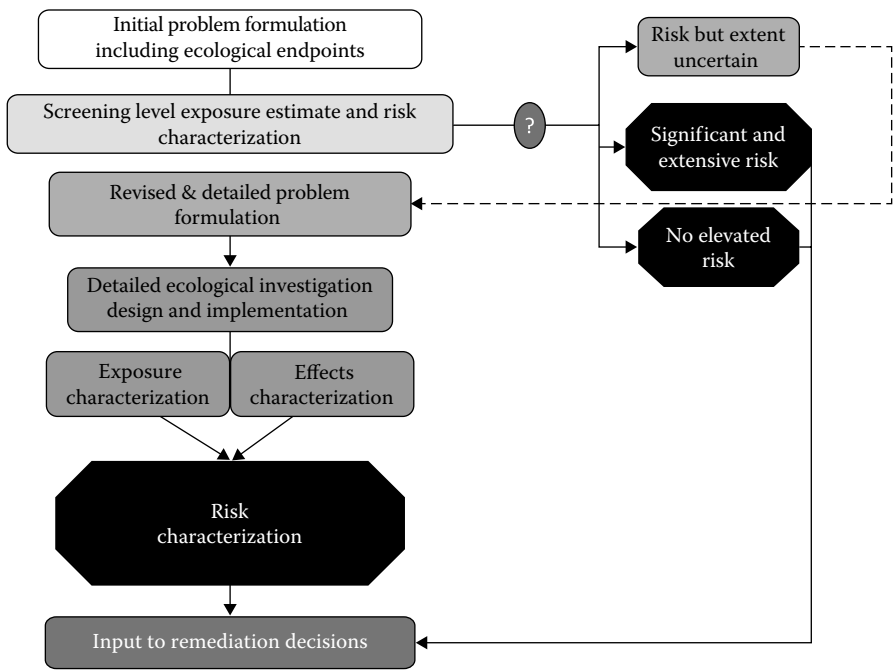 Initial problem formulation
including ecological endpoints
Screening level exposure estimate and risk
characterization
?
Risk but extent
uncertain
Significant and
extensive risk
No elevated
risk
Revised & detailed problem
formulation
Detailed ecological investigation
design and implementation
Exposure
characterization
Effects
characterization
Risk
characterization
Input to remediation decisions